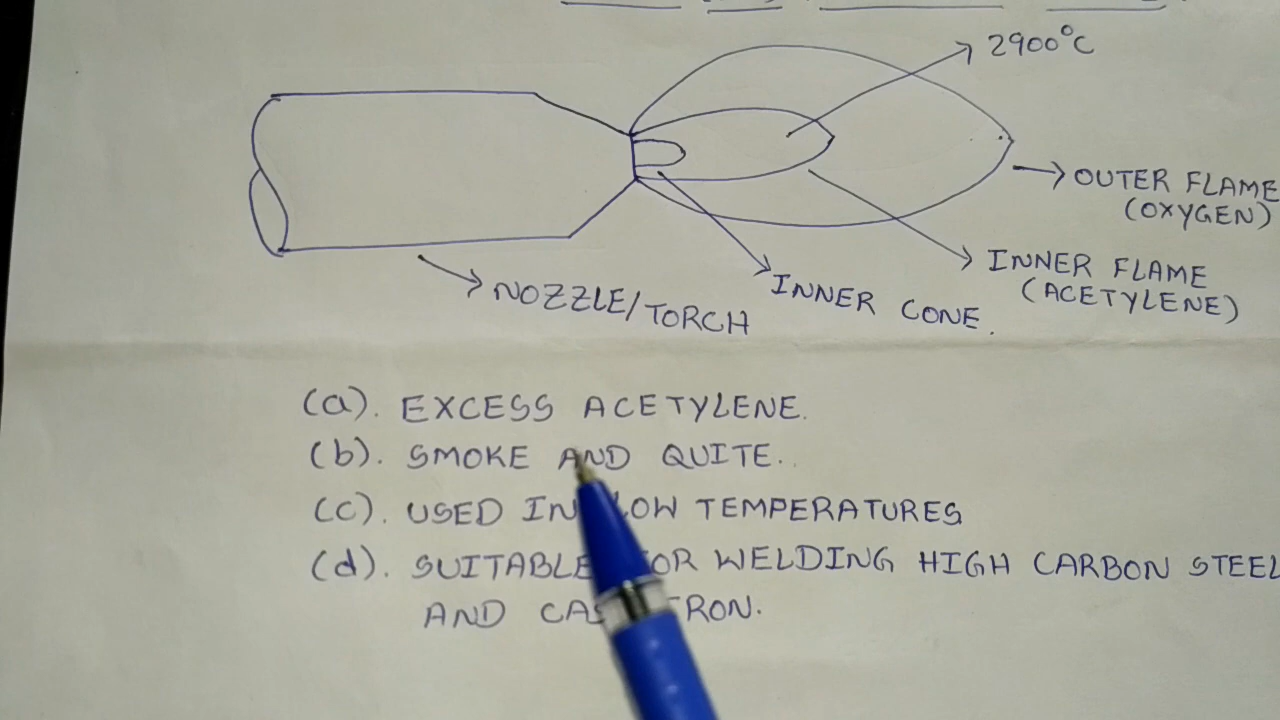 2900°C
OUTER FLAME
(OXYGEN)
INNER FLAME
(ACETYLENE)
INNER CONE.
NOZZLE/TORCH
(a). EXCESS ACETYLENE.
(b). SMOKE AND QUITE..
(c). USED IN LOW TEMPERATURES
(d). SUITABLE FOR WELDING HIGH CARBON STEEL
AND CAST IRON.